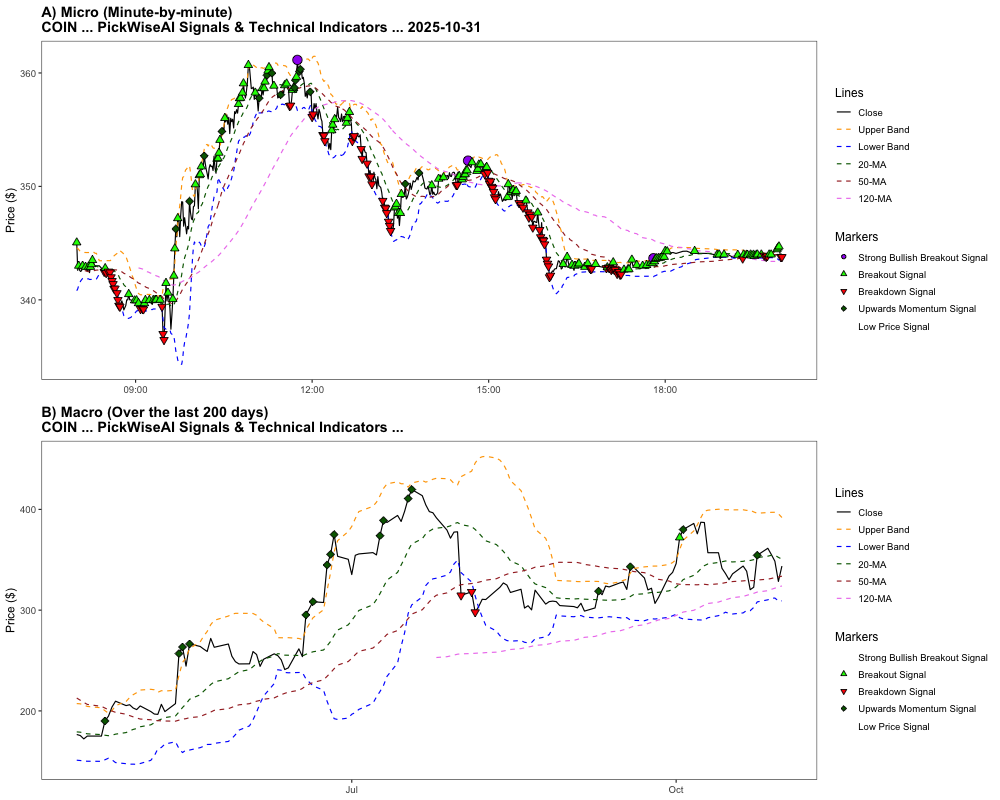 A) Micro (Minute-by-minute)
COIN ... PickWiseAI Signals & Technical Indicators ... 2025-10-31
Price ($)
360
350
340
09:00
12:00
15:00
18:00
Lines
Close
Upper Band
Lower Band
20-MA
50-MA
120-MA
Markers
Strong Bullish Breakout Signal
Breakout Signal
Breakdown Signal
Upwards Momentum Signal
Low Price Signal
B) Macro (Over the last 200 days)
COIN ... PickWiseAI Signals & Technical Indicators ...
Price ($)
400
300
200
Jul
Oct
Lines
Close
Upper Band
Lower Band
20-MA
50-MA
120-MA
Markers
Strong Bullish Breakout Signal
Breakout Signal
Breakdown Signal
Upwards Momentum Signal
Low Price Signal